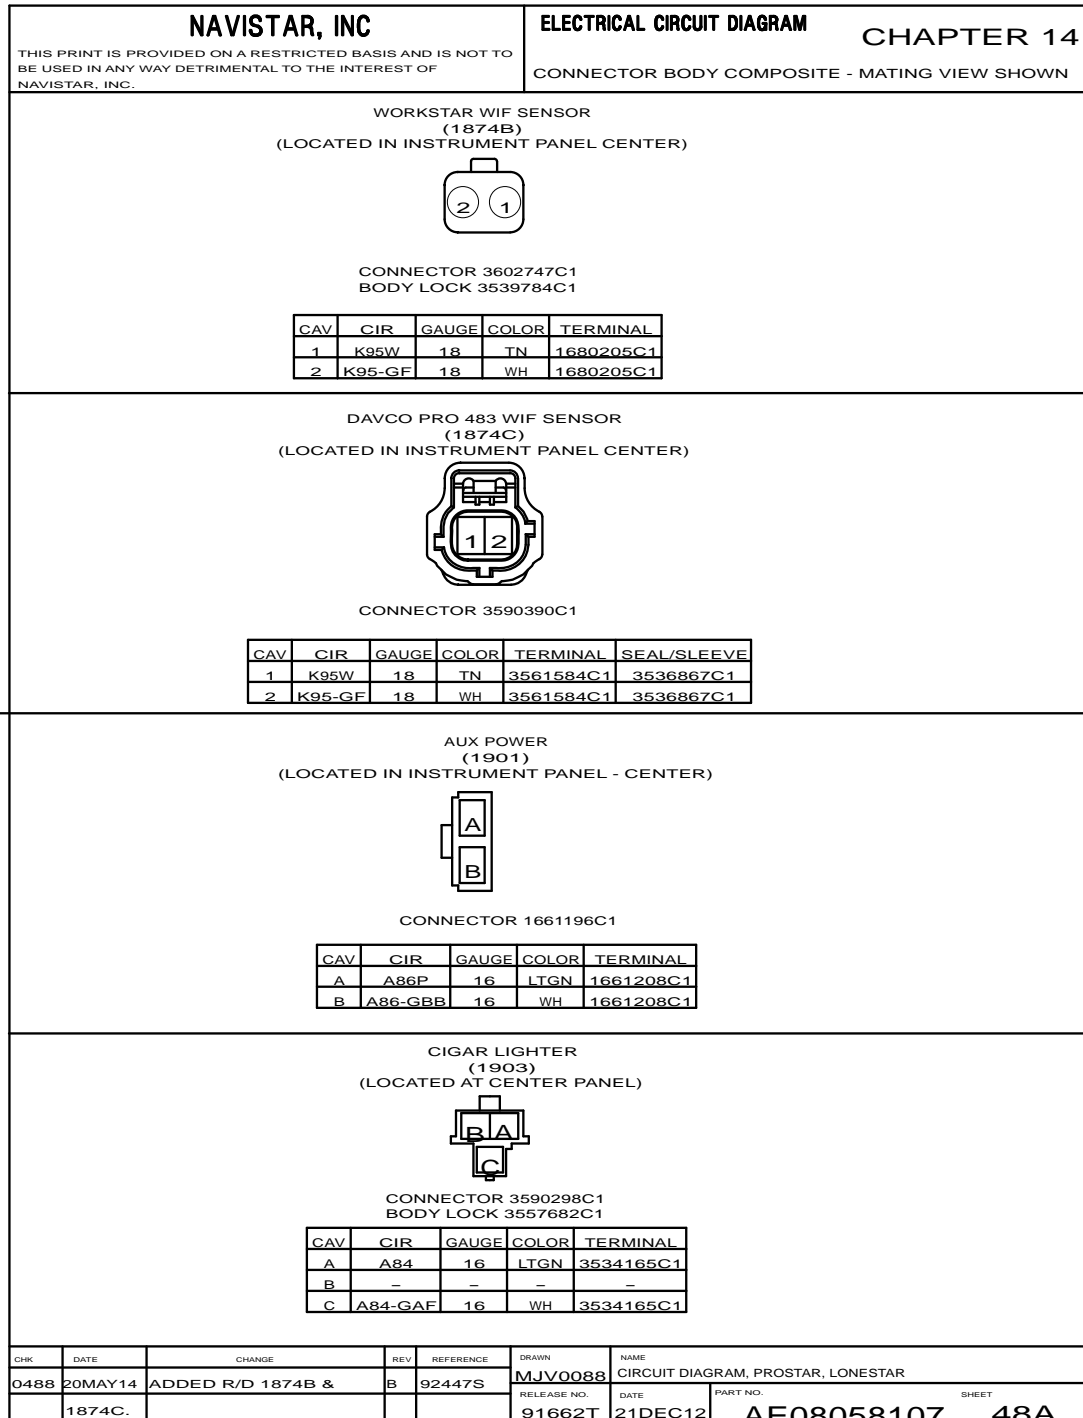 NAVISTAR, INC
THIS PRINT IS PROVIDED ON A RESTRICTED BASIS AND IS NOT TO
BE USED IN ANY WAY DETRIMENTAL TO THE INTEREST OF
NAVISTAR, INC.
ELECTRICAL CIRCUIT DIAGRAM
CHAPTER 14
CONNECTOR BODY COMPOSITE - MATING VIEW SHOWN
WORKSTAR WIF SENSOR
(1874B)
(LOCATED IN INSTRUMENT PANEL CENTER)
2 1
CONNECTOR 3602747C1
BODY LOCK 3539784C1
CAV CIR GAUGE COLOR TERMINAL
1 K95W 18 TN 1680205C1
2 K95-GF 18 WH 1680205C1
DAVCO PRO 483 WIF SENSOR
(1874C)
(LOCATED IN INSTRUMENT PANEL CENTER)
1 2
CONNECTOR 3590390C1
CAV CIR GAUGE COLOR TERMINAL SEAL/SLEEVE
1 K95W 18 TN 3561584C1 3536867C1
2 K95-GF 18 WH 3561584C1 3536867C1
AUX POWER
(1901)
(LOCATED IN INSTRUMENT PANEL - CENTER)
A
B
CONNECTOR 1661196C1
CAV CIR GAUGE COLOR TERMINAL
A A86P 16 LTGN 1661208C1
B A86-GBB 16 WH 1661208C1
CIGAR LIGHTER
(1903)
(LOCATED AT CENTER PANEL)
B A
C
CONNECTOR 3590298C1
BODY LOCK 3557682C1
CAV CIR GAUGE COLOR TERMINAL
A A84 16 LTGN 3534165C1
B – – – –
C A84-GAF 16 WH 3534165C1
CHK DATE CHANGE REV REFERENCE DRAWN NAME
0488 20MAY14 ADDED R/D 1874B & B 92447S MJV0088 CIRCUIT DIAGRAM, PROSTAR, LONESTAR
RELEASE NO. DATE PART NO. SHEET
1874C. 91662T 21DEC12 AE08058107 48A